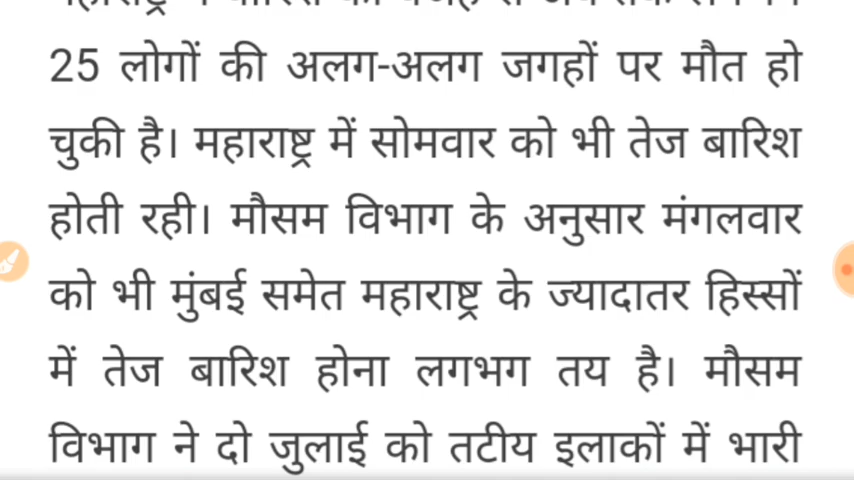 25 लोगों की अलग-अलग जगहों पर मौत हो
चुकी है। महाराष्ट्र में सोमवार को भी तेज बारिश
होती रही। मौसम विभाग के अनुसार मंगलवार
को भी मुंबई समेत महाराष्ट्र के ज्यादातर हिस्सों
में तेज बारिश होना लगभग तय है। मौसम
विभाग ने दो जुलाई को तटीय इलाकों में भारी